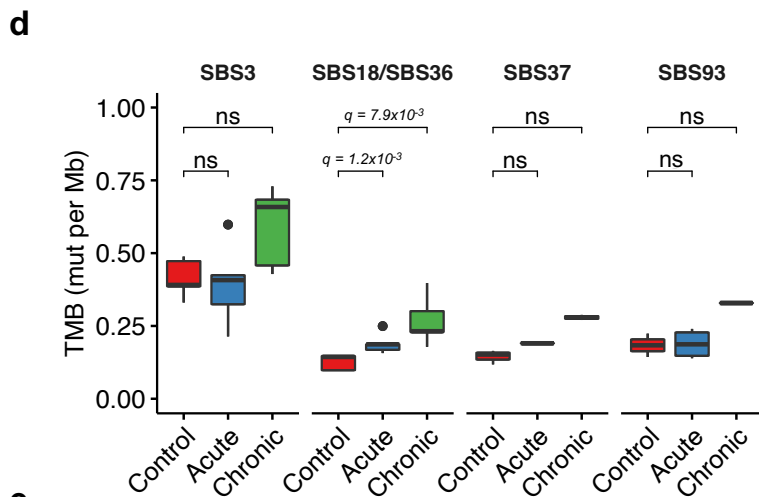 d
SBS3 SBS18/SBS36 SBS37 SBS93
1.00
0.75
0.50
0.25
0.00
TMB (mut per Mb)
ns
ns
q = 7.9x10⁻³
q = 1.2x10⁻³
ns
ns
ns
ns
Control Acute Chronic Control Acute Chronic Control Acute Chronic Control Acute Chronic